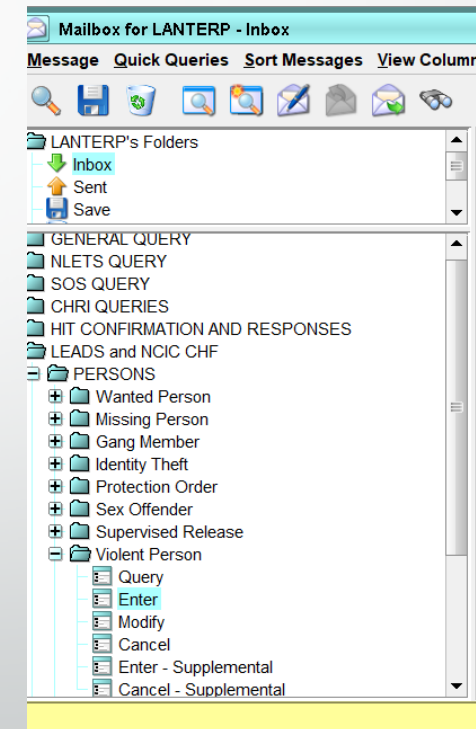 Mailbox for LANTERP - Inbox
Message Quick Queries Sort Messages View Column
LANTERP's Folders
Inbox
Sent
Save
GENERAL QUERY
NLETS QUERY
SOS QUERY
CHRI QUERIES
HIT CONFIRMATION AND RESPONSES
LEADS and NCIC CHF
PERSONS
Wanted Person
Missing Person
Gang Member
Identity Theft
Protection Order
Sex Offender
Supervised Release
Violent Person
Query
Enter
Modify
Cancel
Enter - Supplemental
Cancel - Supplemental